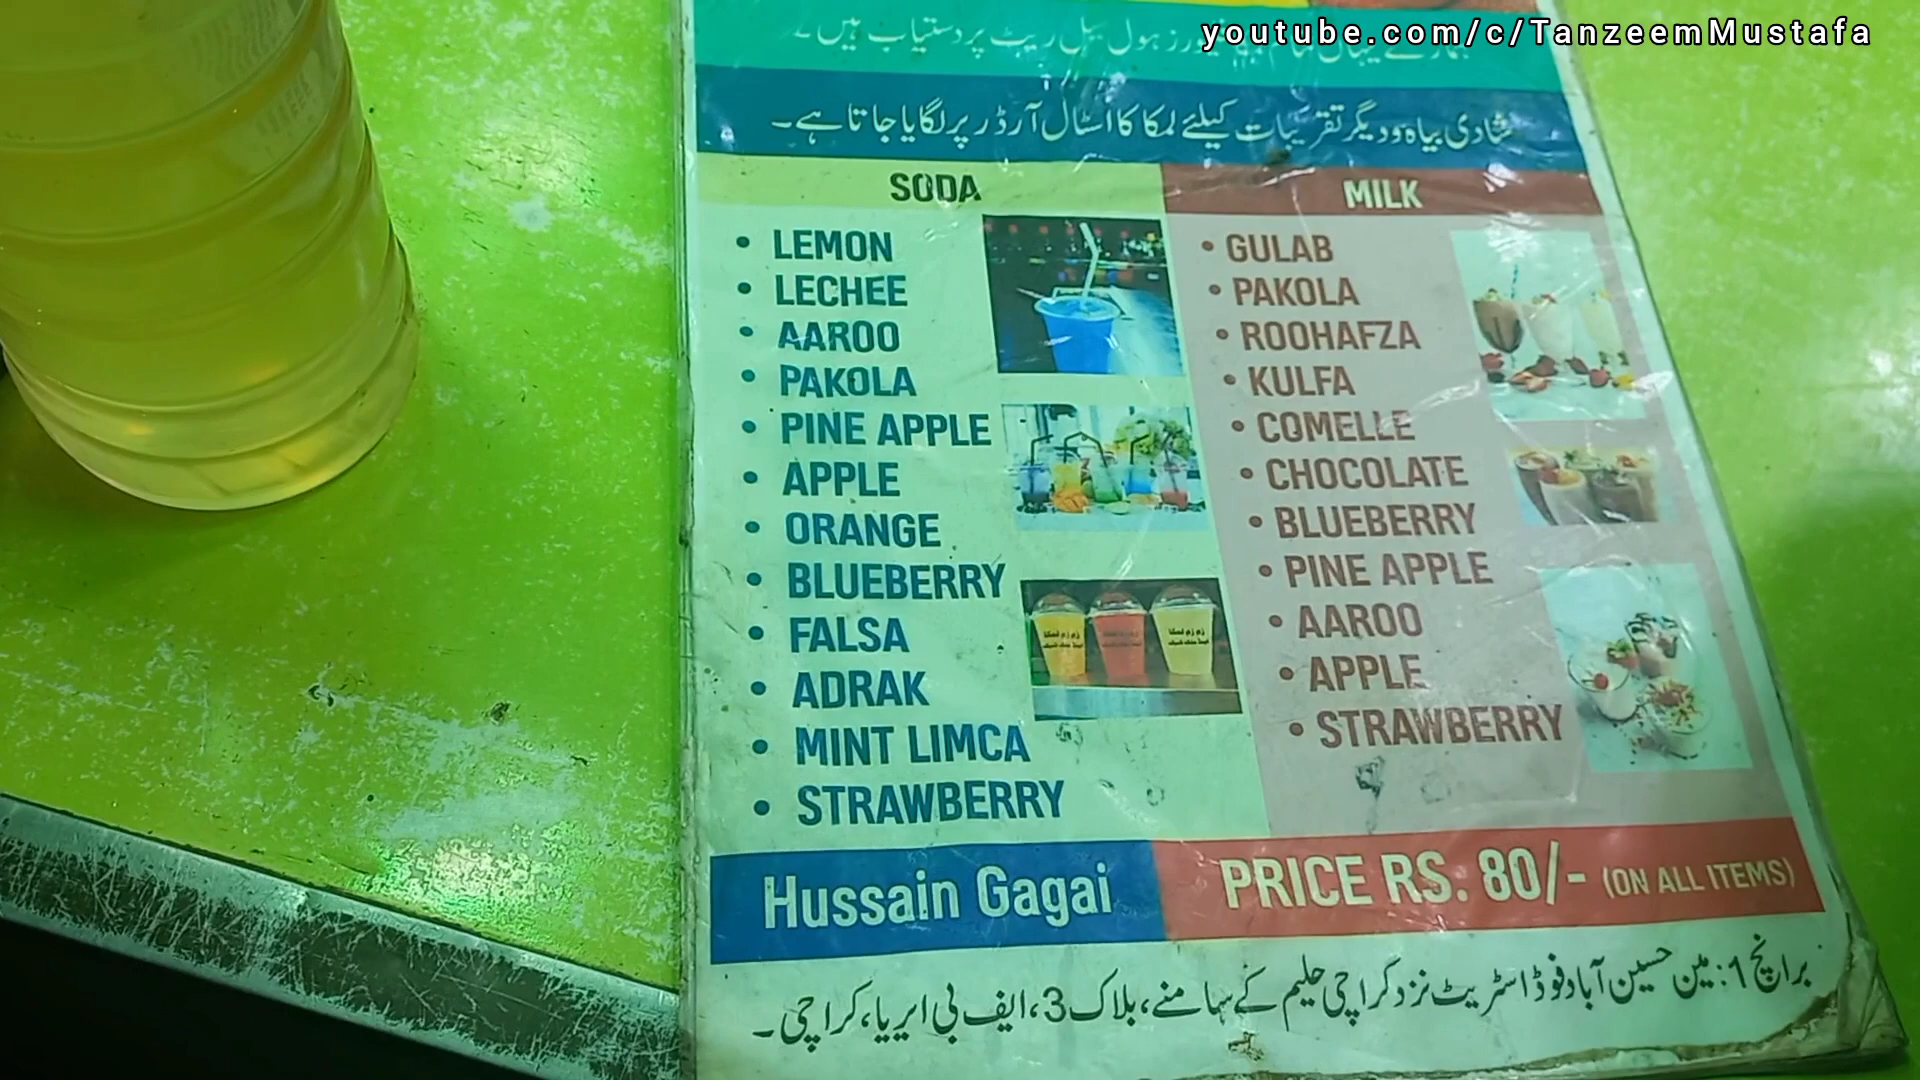 youtube.com/c/TanzeemMustafa
ہول سیل ریٹ پر دستیاب ہیں
شادی بیاہ و دیگر تقریبات کیلئے لمکا کا اسٹال آرڈر پر لگایا جاتا ہے۔
SODA
• LEMON
• LECHEE
• AAROO
• PAKOLA
• PINE APPLE
• APPLE
• ORANGE
• BLUEBERRY
• FALSA
• ADRAK
• MINT LIMCA
• STRAWBERRY
MILK
• GULAB
• PAKOLA
• ROOHAFZA
• KULFA
• COMELLE
• CHOCOLATE
• BLUEBERRY
• PINE APPLE
• AAROO
• APPLE
• STRAWBERRY
Hussain Gagai
PRICE RS. 80/- (ON ALL ITEMS)
برانچ 1: مین حسین آباد فوڈ اسٹریٹ نزد کراچی حلیم کے سامنے، بلاک 3، ایف بی ایریا، کراچی۔